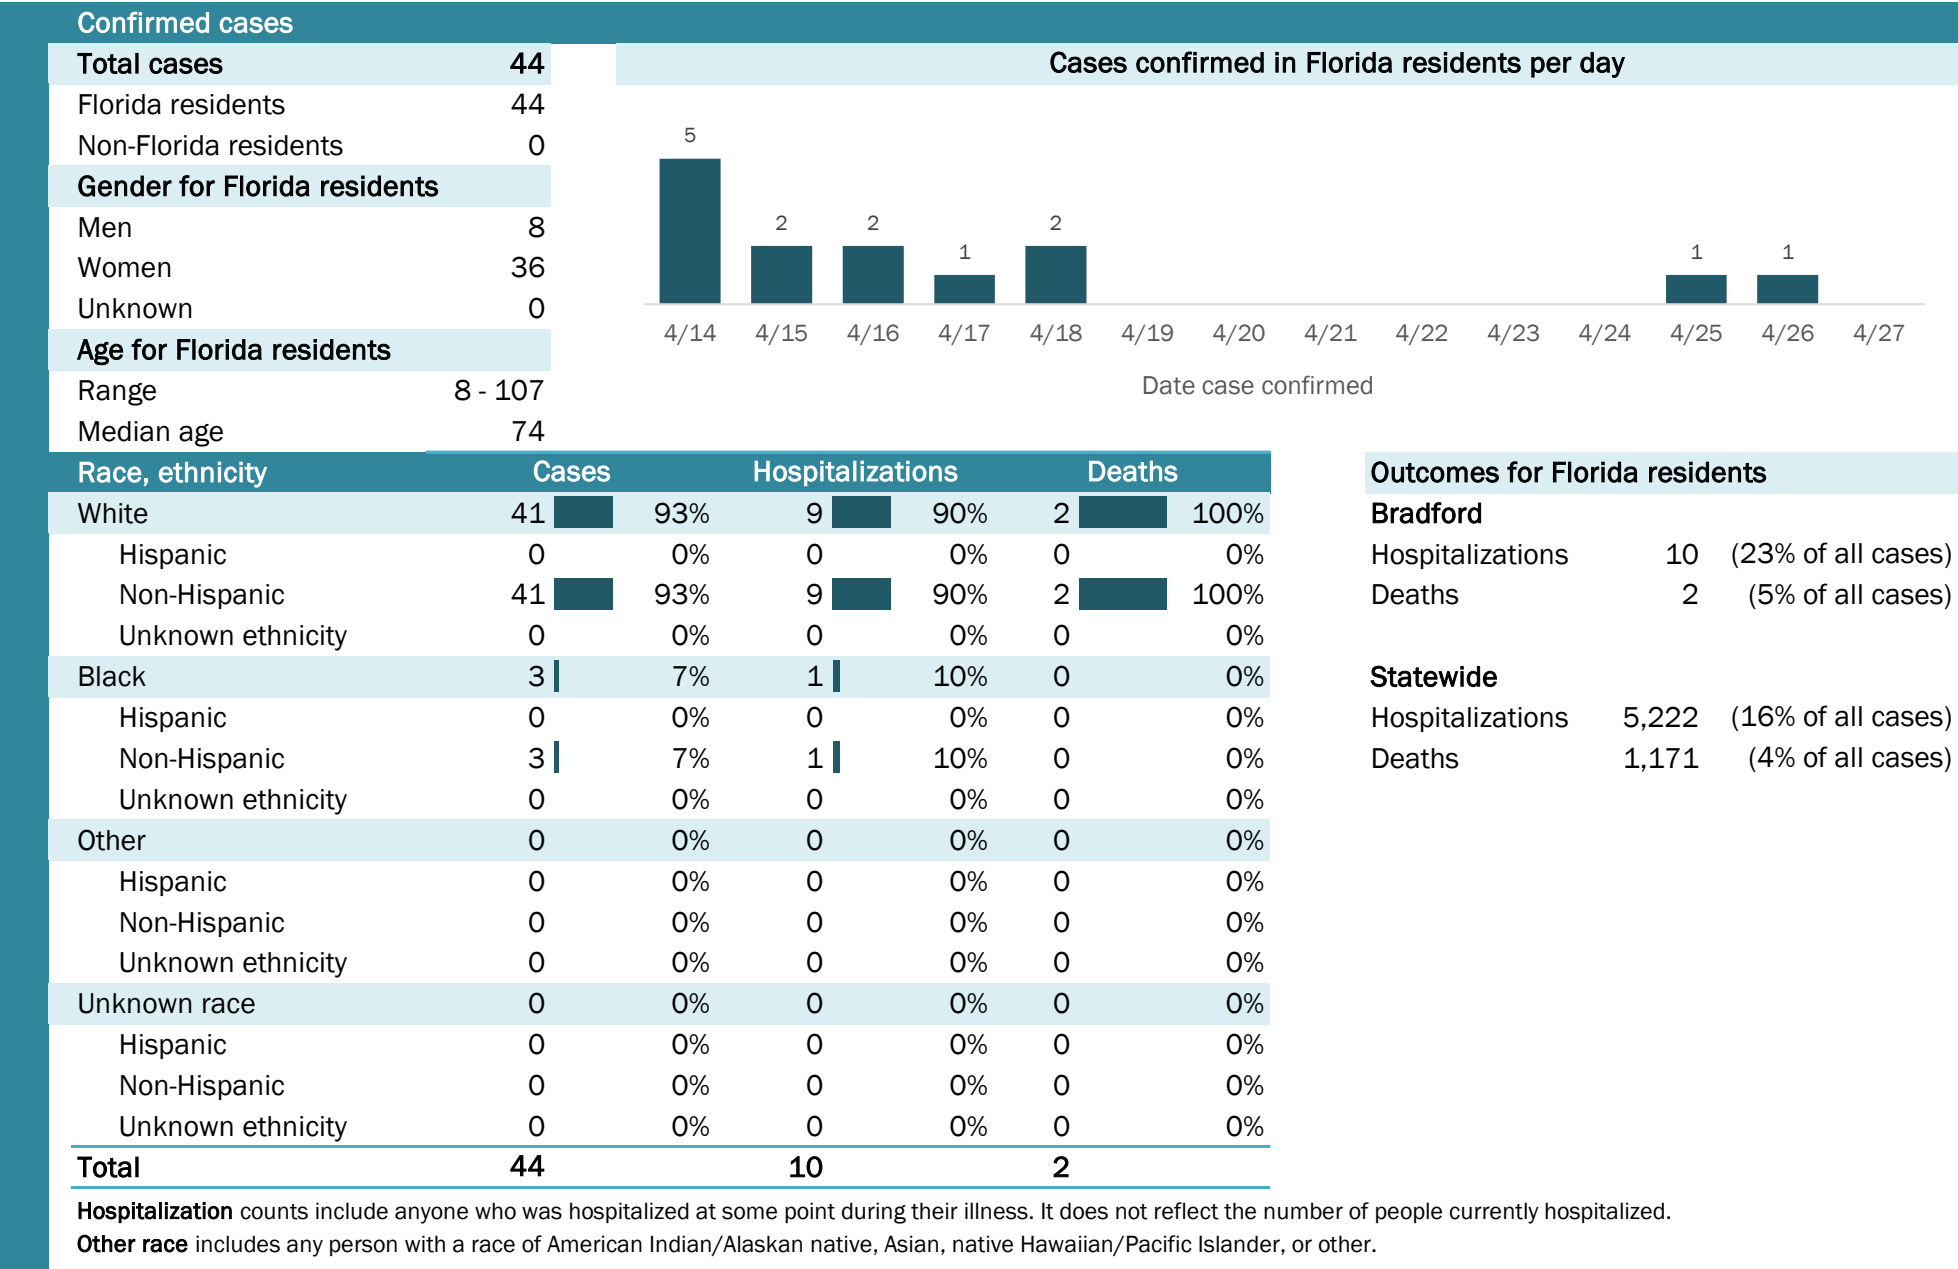 Confirmed cases
Total cases 44
Florida residents 44
Non-Florida residents 0
Gender for Florida residents
Men 8
Women 36
Unknown 0
Age for Florida residents
Range 8 - 107
Median age 74
Cases confirmed in Florida residents per day
5 2 2 1 2 1 1
4/14 4/15 4/16 4/17 4/18 4/19 4/20 4/21 4/22 4/23 4/24 4/25 4/26 4/27
Date case confirmed
Race, ethnicity Cases Hospitalizations Deaths
White 41 93% 9 90% 2 100%
Hispanic 0 0% 0 0% 0 0%
Non-Hispanic 41 93% 9 90% 2 100%
Unknown ethnicity 0 0% 0 0% 0 0%
Black 3 7% 1 10% 0 0%
Hispanic 0 0% 0 0% 0 0%
Non-Hispanic 3 7% 1 10% 0 0%
Unknown ethnicity 0 0% 0 0% 0 0%
Other 0 0% 0 0% 0 0%
Hispanic 0 0% 0 0% 0 0%
Non-Hispanic 0 0% 0 0% 0 0%
Unknown ethnicity 0 0% 0 0% 0 0%
Unknown race 0 0% 0 0% 0 0%
Hispanic 0 0% 0 0% 0 0%
Non-Hispanic 0 0% 0 0% 0 0%
Unknown ethnicity 0 0% 0 0% 0 0%
Total 44 10 2
Outcomes for Florida residents
Bradford
Hospitalizations 10 (23% of all cases)
Deaths 2 (5% of all cases)
Statewide
Hospitalizations 5,222 (16% of all cases)
Deaths 1,171 (4% of all cases)
Hospitalization counts include anyone who was hospitalized at some point during their illness. It does not reflect the number of people currently hospitalized.
Other race includes any person with a race of American Indian/Alaskan native, Asian, native Hawaiian/Pacific Islander, or other.